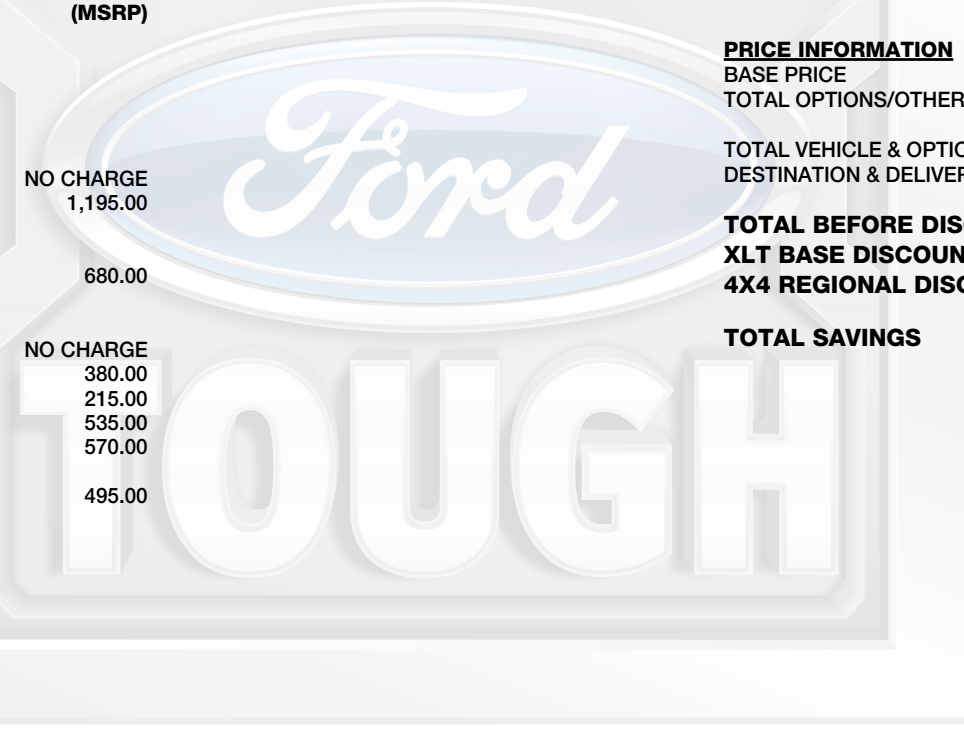 (MSRP)
NO CHARGE
1,195.00
680.00
NO CHARGE
380.00
215.00
535.00
570.00
495.00
PRICE INFORMATION
BASE PRICE
TOTAL OPTIONS/OTHER
TOTAL VEHICLE & OPTIO
DESTINATION & DELIVER
TOTAL BEFORE DISC
XLT BASE DISCOUN
4X4 REGIONAL DISC
TOTAL SAVINGS
Ford
TOUGH